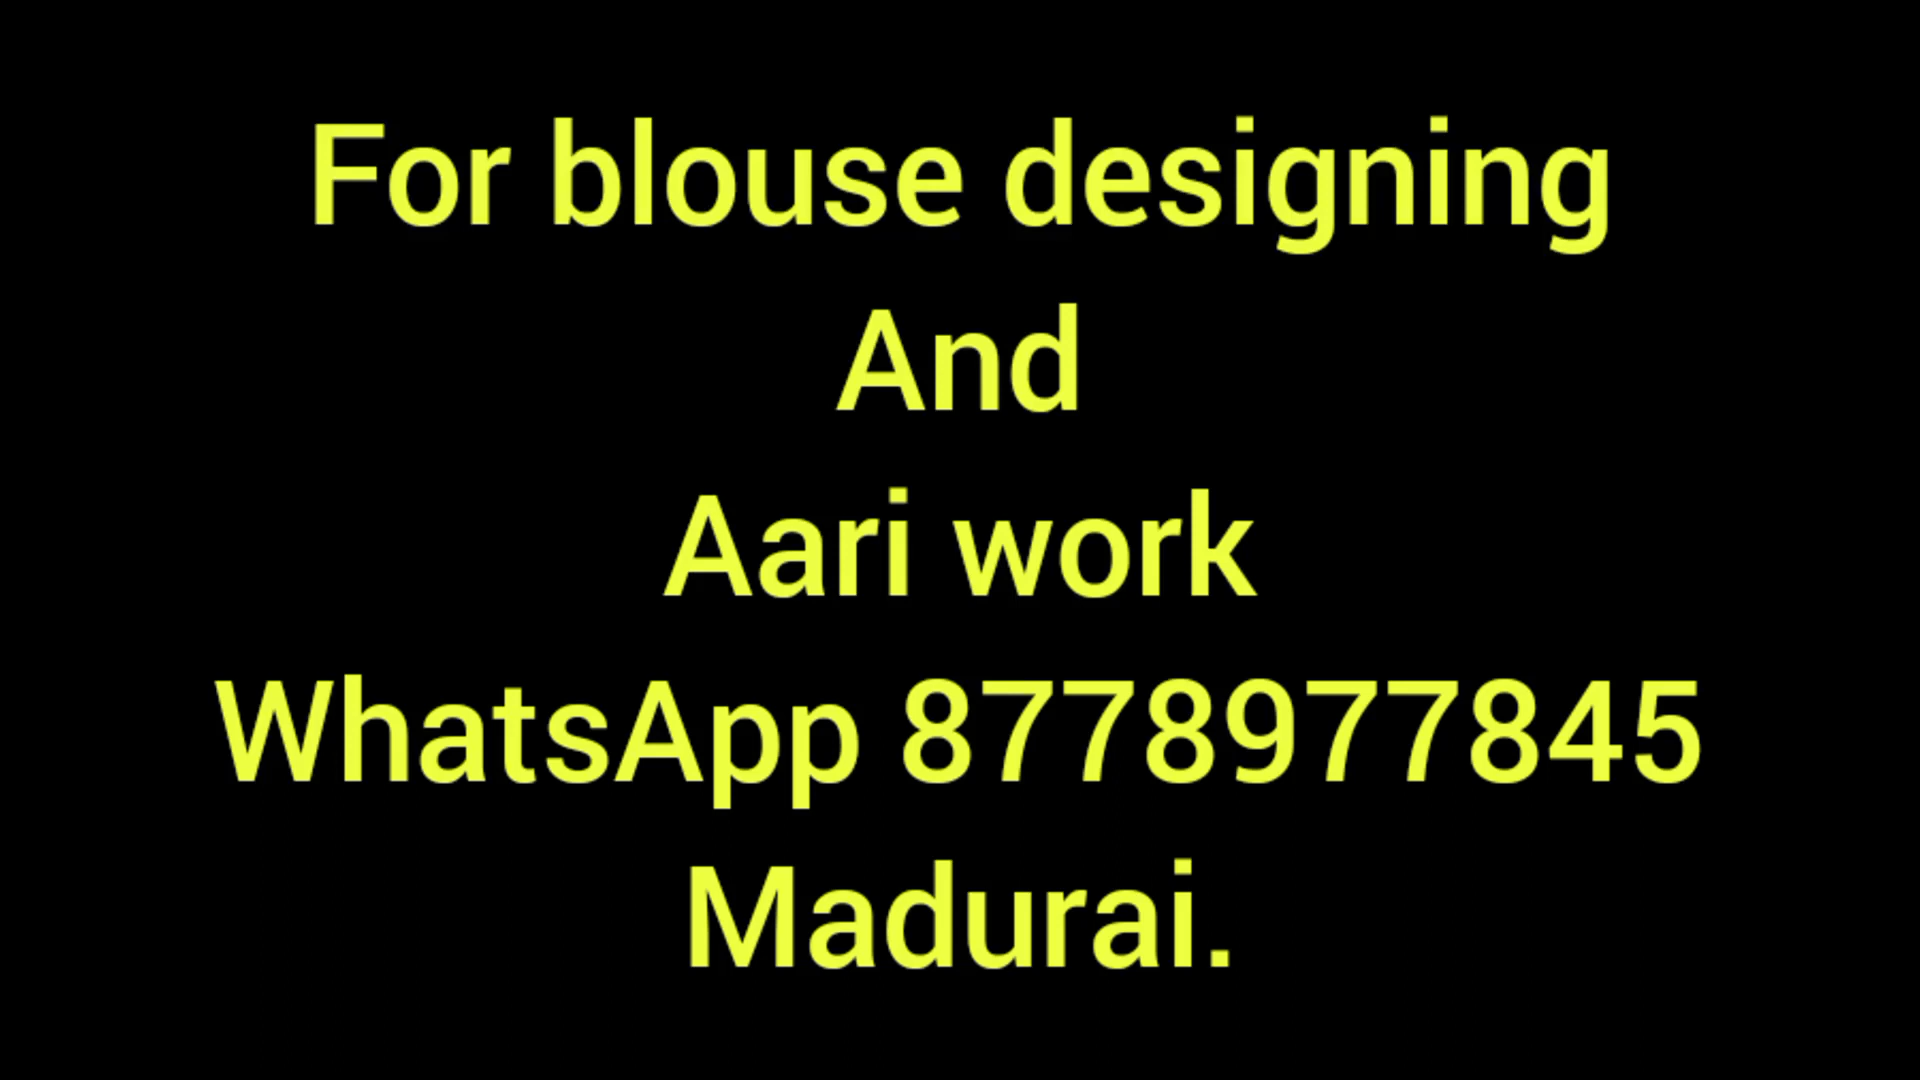 For blouse designing
And
Aari work
WhatsApp 8778977845
Madurai.